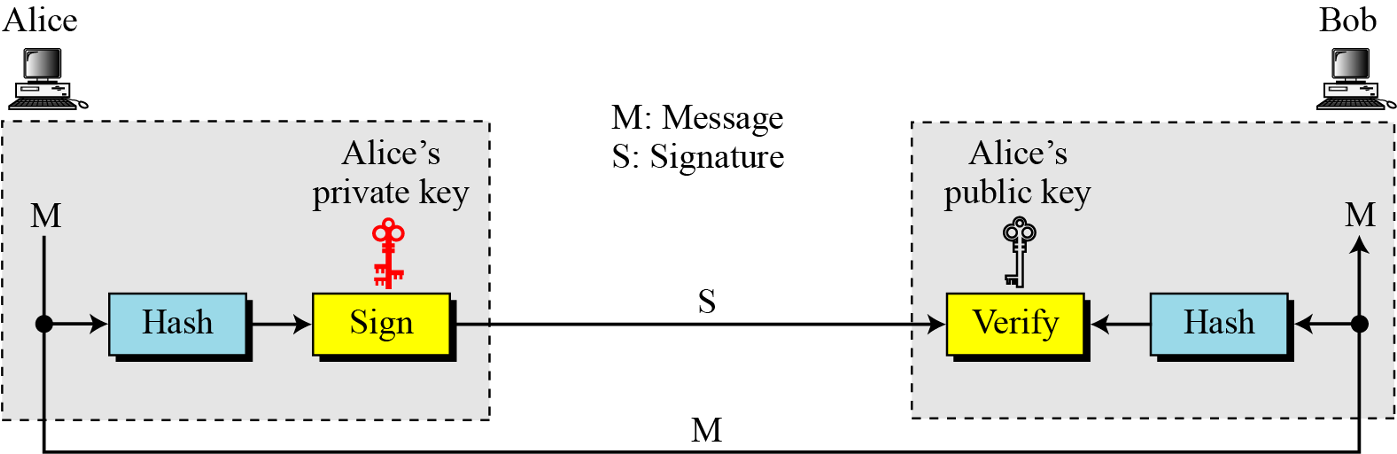 Alice
Bob
M: Message
S: Signature
Alice’s
private key
Alice’s
public key
M
M
Hash
Sign
S
Verify
Hash
M